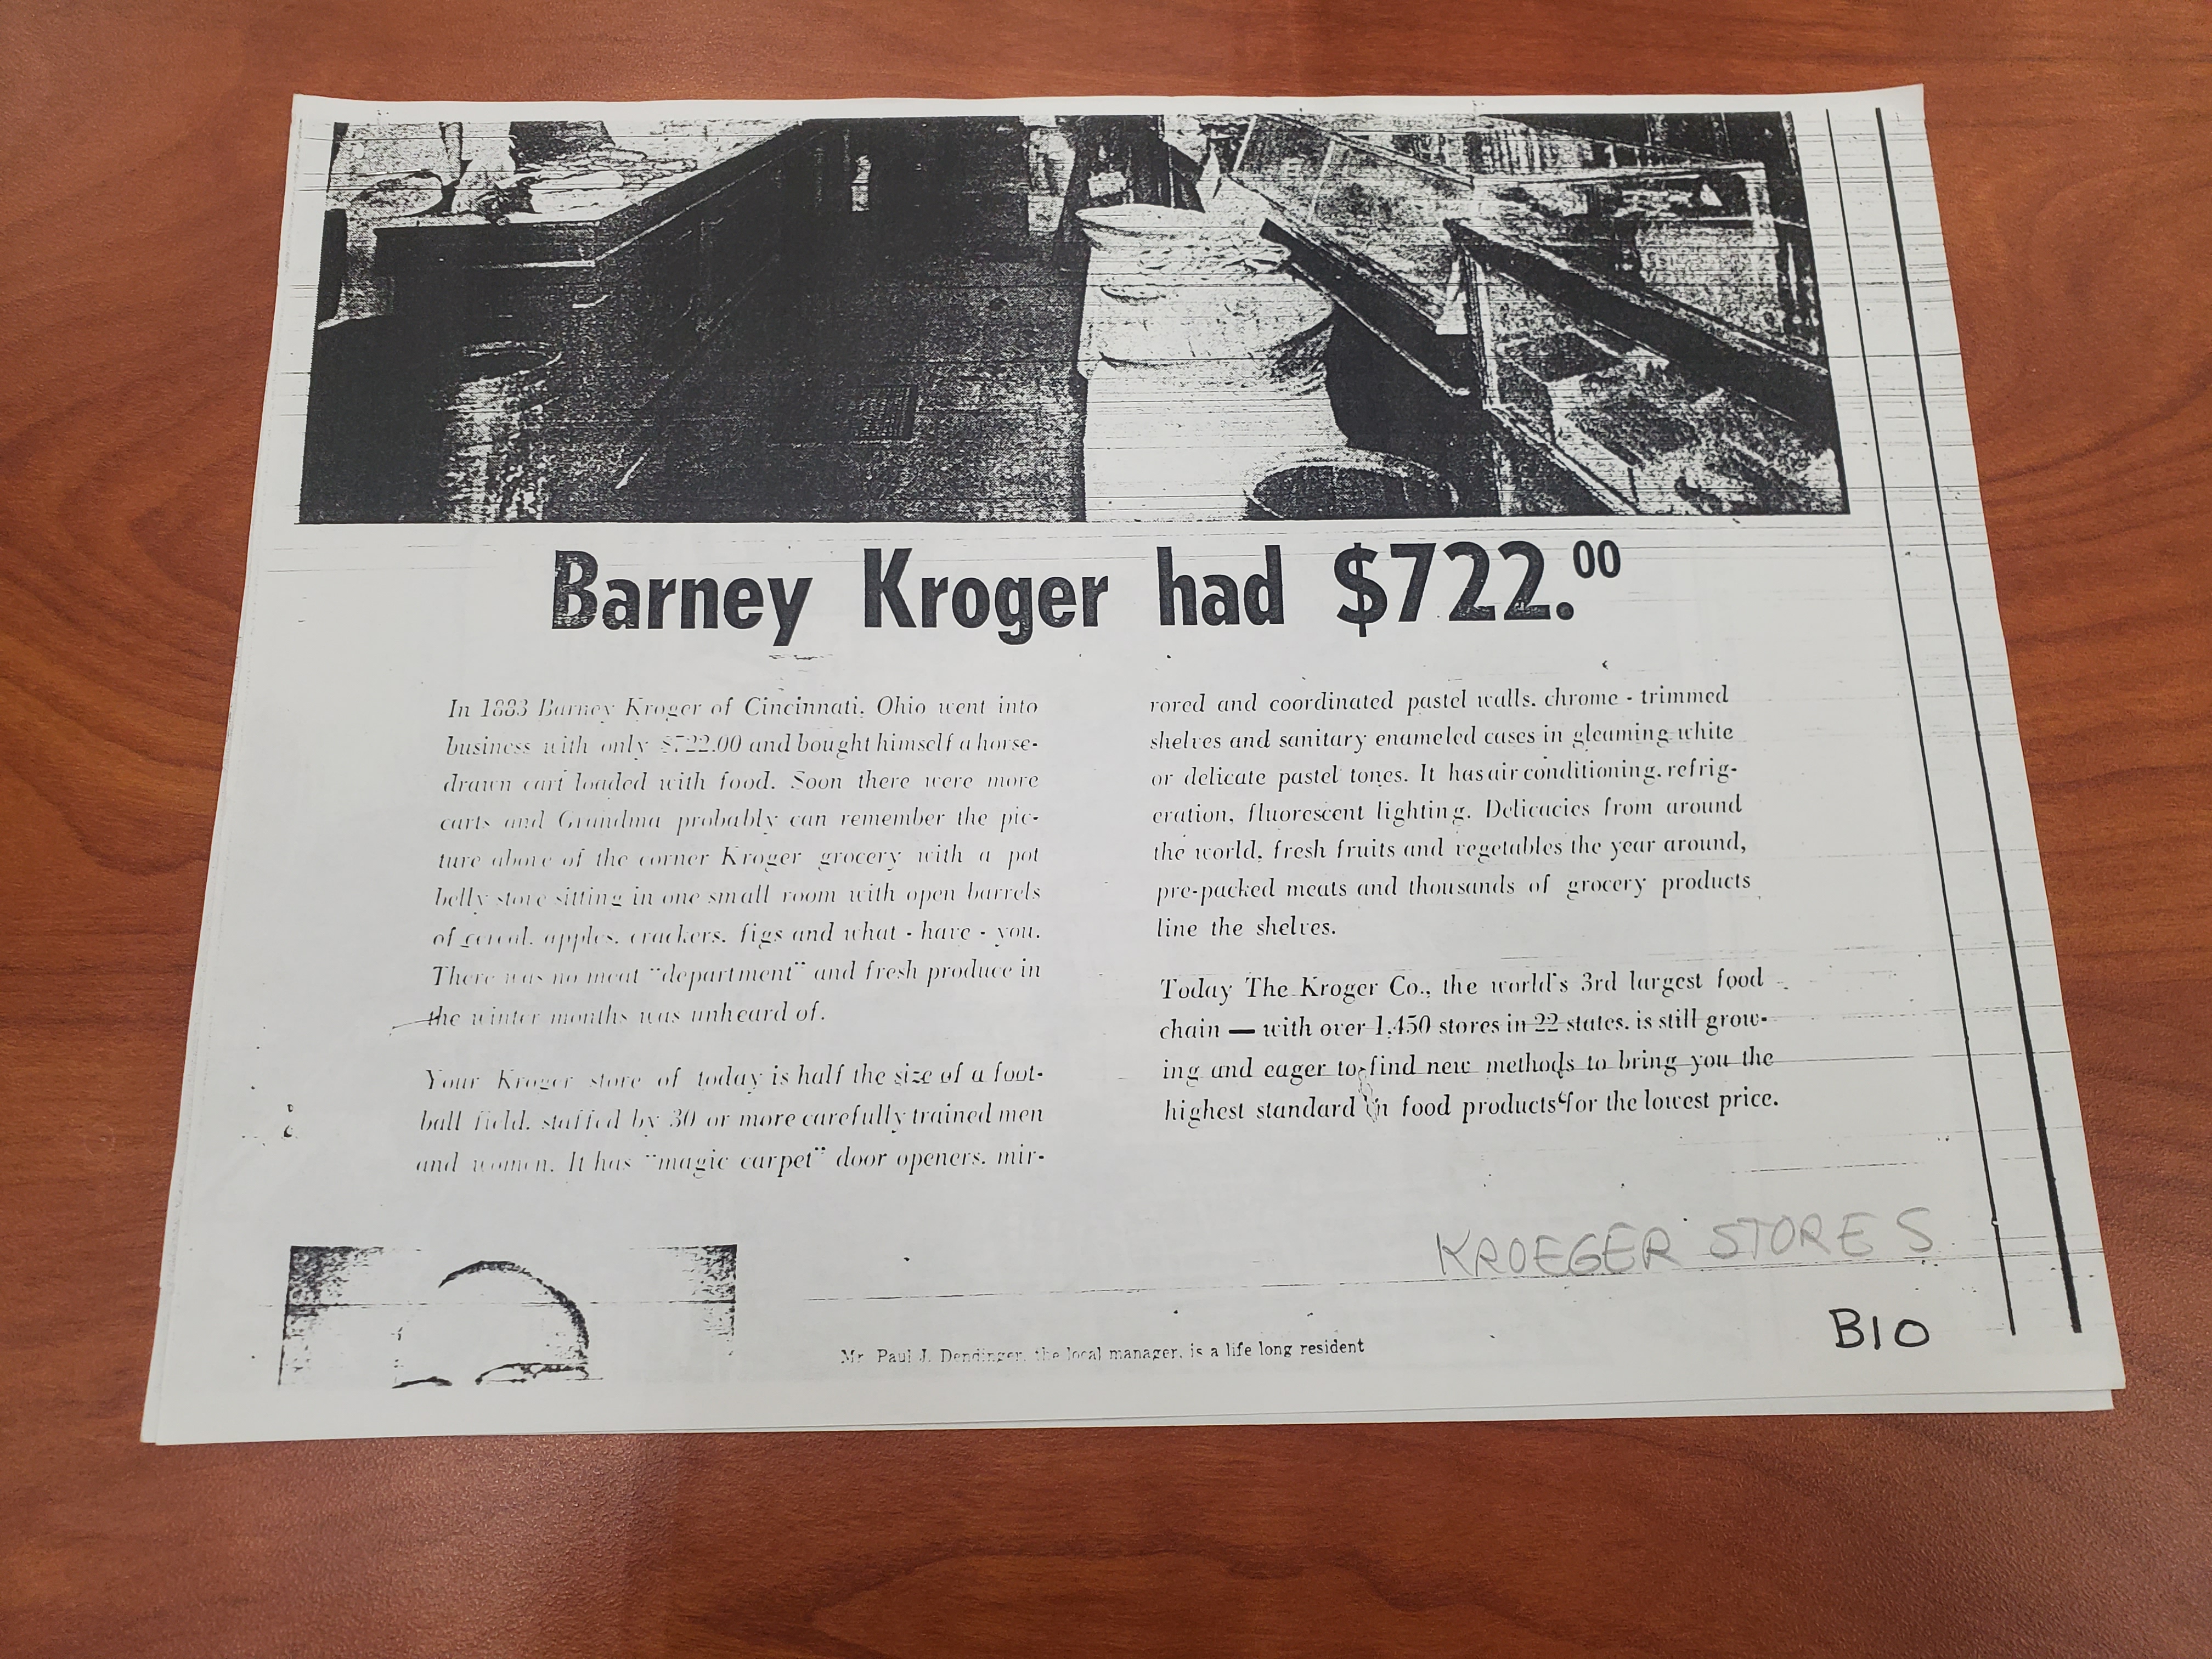 Barney Kroger had $722.00
In 1883 Barney Kroger of Cincinnati, Ohio went into
business with only $722.00 and bought himself a horse-
drawn cart loaded with food. Soon there were more
carts and Grandma probably can remember the pic-
ture above of the corner Kroger grocery with a pot
belly stove sitting in one small room with open barrels
of cereal, apples, crackers, figs and what - have - you.
There was no meat "department" and fresh produce in
the winter months was unheard of.
Your Kroger store of today is half the size of a foot-
ball field, staffed by 30 or more carefully trained men
and women. It has "magic carpet" door openers, mir-
rored and coordinated pastel walls, chrome - trimmed
shelves and sanitary enameled cases in gleaming white
or delicate pastel tones. It has air conditioning, refrig-
eration, fluorescent lighting. Delicacies from around
the world, fresh fruits and vegetables the year around,
pre-packed meats and thousands of grocery products
line the shelves.
Today The Kroger Co., the world's 3rd largest food
chain — with over 1,450 stores in 22 states, is still grow-
ing and eager to find new methods to bring you the
highest standard in food products for the lowest price.
KROEGER STORES
B10
Mr. Paul J. Dendinger, the local manager, is a life long resident